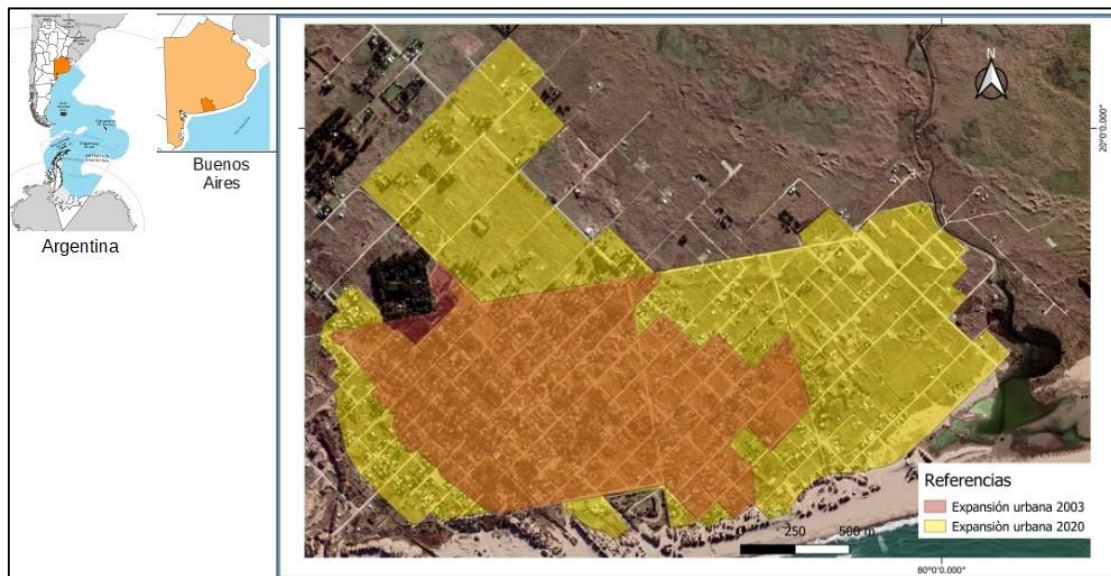 Argentina
Buenos
Aires
N
20°0'0.000"
Referencias
Expansión urbana 2003
Expansiòn urbana 2020
250
500 m
80°0'0.000"